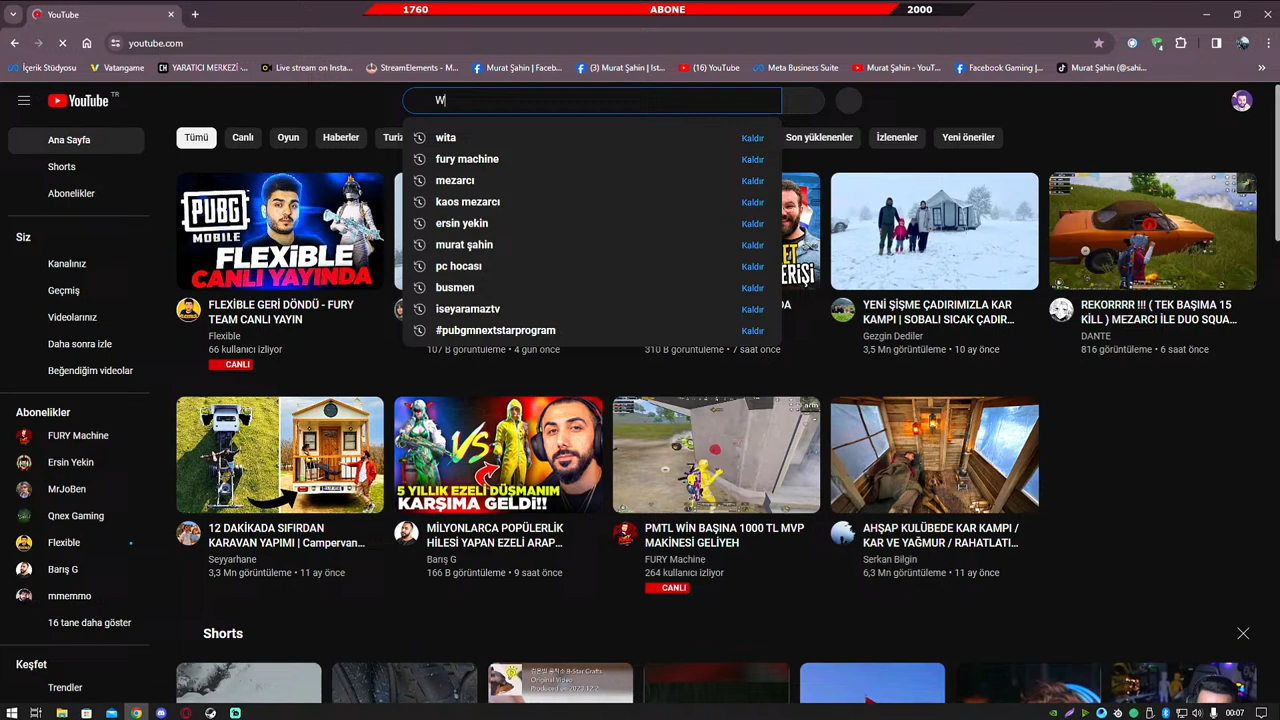 1760 ABONE 2000
YouTube
youtube.com
İçerik Stüdyosu Vatangame YARATICI MERKEZİ -... Live stream on Insta... StreamElements - M... Murat Şahin | Faceb... (3) Murat Şahin | Ist... (16) YouTube Meta Business Suite Murat Şahin - YouT... Facebook Gaming |... Murat Şahin (@sahi...
YouTube TR
W
Ana Sayfa
Shorts
Abonelikler
Siz
Kanalınız
Geçmiş
Videolarınız
Daha sonra izle
Beğendiğim videolar
Abonelikler
FURY Machine
Ersin Yekin
MrJoBen
Qnex Gaming
Flexible
Barış G
mmemmo
16 tane daha göster
Keşfet
Trendler
Tümü Canlı Oyun Haberler Son yüklenenler İzlenenler Yeni öneriler
wita Kaldır
fury machine Kaldır
mezarcı Kaldır
kaos mezarcı Kaldır
ersin yekin Kaldır
murat şahin Kaldır
pc hocası Kaldır
busmen Kaldır
iseyaramaztv Kaldır
#pubgmnextstarprogram Kaldır
PUBG
MOBILE
FLEXİBLE
CANLI YAYINDA
FLEXİBLE GERİ DÖNDÜ - FURY
TEAM CANLI YAYIN
Flexible
66 kullanıcı izliyor
CANLI
107 B görüntüleme • 4 gün önce
310 B görüntüleme • 7 saat önce
YENİ ŞİŞME ÇADIRIMIZLA KAR
KAMPI | SOBALI SICAK ÇADIR...
Gezgin Dediler
3,5 Mn görüntüleme • 10 ay önce
REKORRRR !!! ( TEK BAŞIMA 15
KİLL ) MEZARCI İLE DUO SQUA...
DANTE
816 görüntüleme • 6 saat önce
12 DAKİKADA SIFIRDAN
KARAVAN YAPIMI | Campervan...
Seyyarhane
3,3 Mn görüntüleme • 11 ay önce
VS
5 YILLIK EZELİ DÜŞMANIM
KARŞIMA GELDİ!!
MİLYONLARCA POPÜLERLİK
HİLESİ YAPAN EZELİ ARAP...
Barış G
166 B görüntüleme • 9 saat önce
PMTL WİN BAŞINA 1000 TL MVP
MAKİNESİ GELİYEH
FURY Machine
264 kullanıcı izliyor
CANLI
AHŞAP KULÜBEDE KAR KAMPI /
KAR VE YAĞMUR / RAHATLATI...
Serkan Bilgin
6,3 Mn görüntüleme • 11 ay önce
Shorts
Original Video
00:07